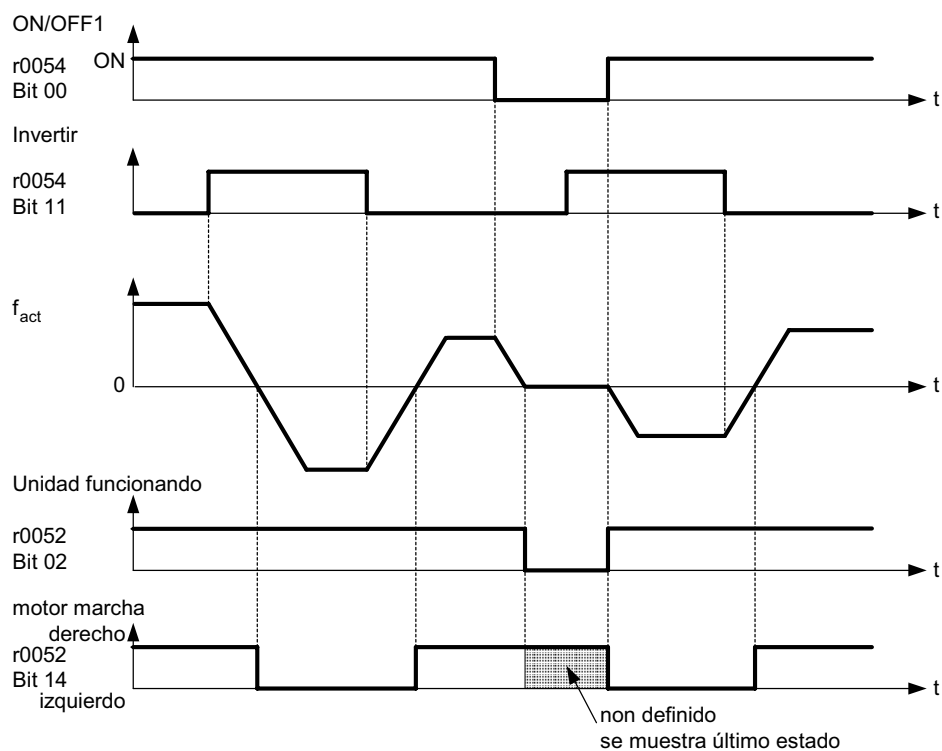 ON/OFF1
r0054
Bit 00
ON
t
Invertir
r0054
Bit 11
t
fact
0
t
Unidad funcionando
r0052
Bit 02
t
motor marcha
derecho
r0052
Bit 14
izquierdo
t
non definido
se muestra último estado